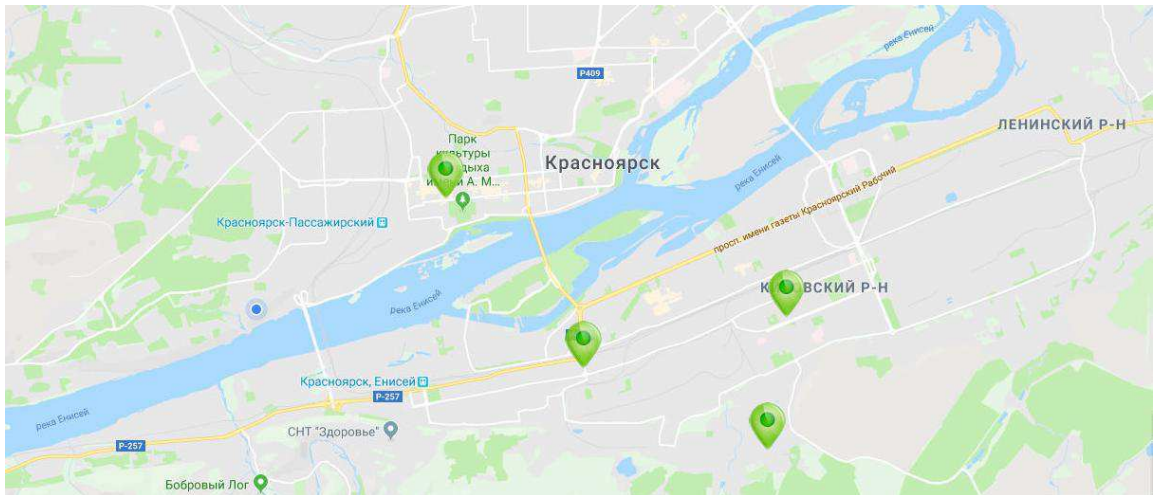 река Енисей
P409
ЛЕНИНСКИЙ Р-Н
Парк
культуры
отдыха
имени А. М...
Красноярск
река Енисей
просп. имени газеты Красноярский Рабочий
Красноярск-Пассажирский
река Енисей
К ВСКИЙ Р-Н
Красноярск, Енисей
P-257
река Енисей
СНТ "Здоровье"
P-257
Бобровый Лог